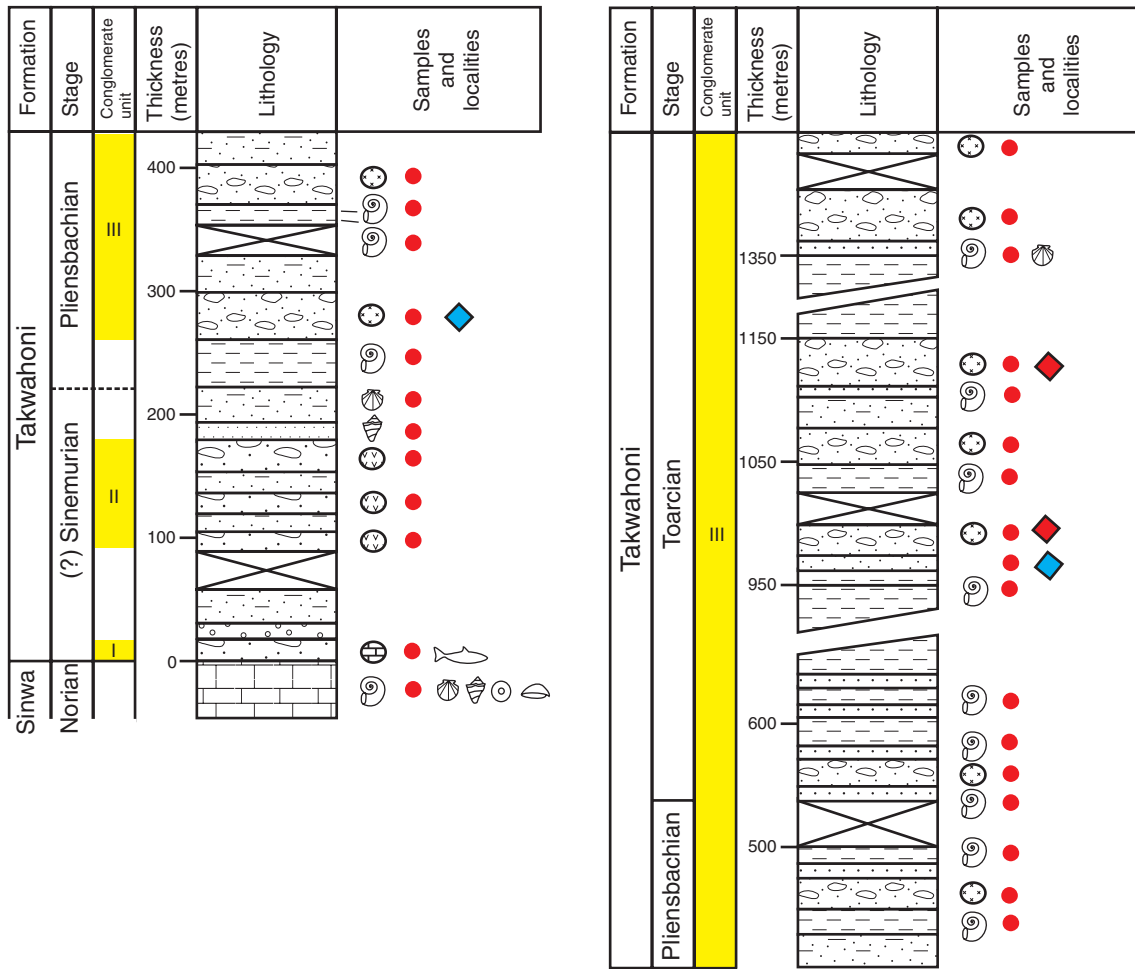 Formation
Stage
Conglomerate
unit
Thickness
(metres)
Lithology
Samples
and
localities
Takwahoni
Sinwa
Pliensbachian
(?) Sinemurian
Norian
III
II
I
400
300
200
100
0
Formation
Stage
Conglomerate
unit
Thickness
(metres)
Lithology
Samples
and
localities
Takwahoni
Toarcian
Pliensbachian
III
1350
1150
1050
950
600
500